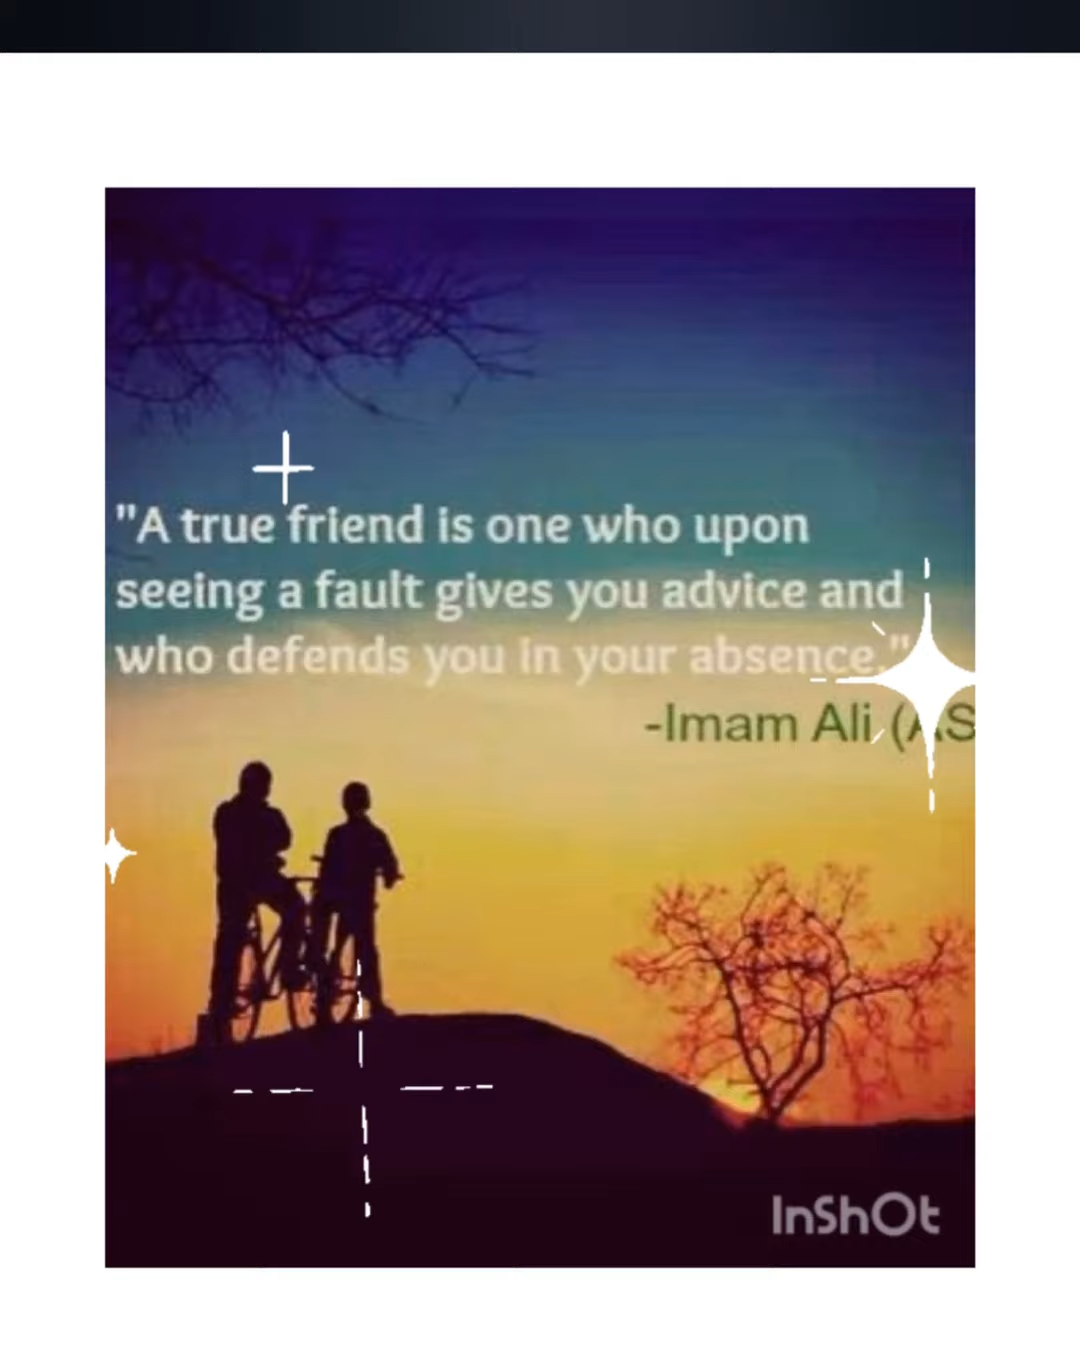 "A true friend is one who upon
seeing a fault gives you advice and
who defends you in your absence."
-Imam Ali (AS
InShOt